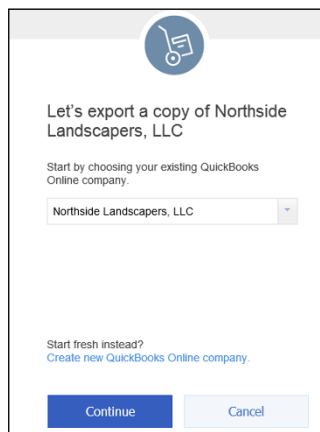 Let's export a copy of Northside
Landscapers, LLC
Start by choosing your existing QuickBooks
Online company.
Northside Landscapers, LLC
Start fresh instead?
Create new QuickBooks Online company.
Continue
Cancel